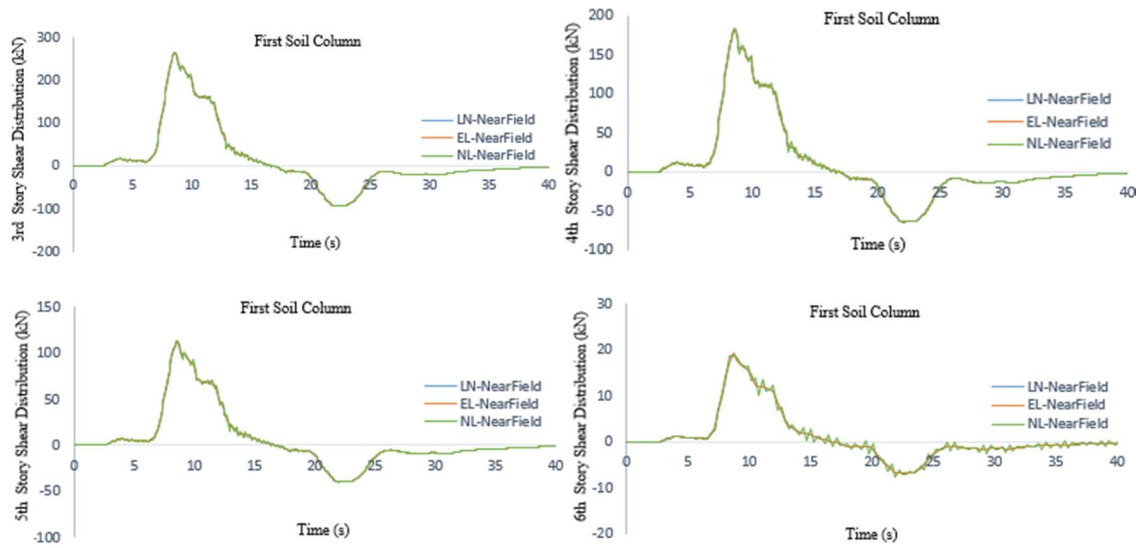 First Soil Column
3rd Story Shear Distribution (kN)
300
200
100
0
-100
-200
0 5 10 15 20 25 30 35 40
Time (s)
LN-NearField
EL-NearField
NL-NearField
First Soil Column
4th Story Shear Distribution (kN)
200
150
100
50
0
-50
-100
0 5 10 15 20 25 30 35 40
Time (s)
LN-NearField
EL-NearField
NL-NearField
First Soil Column
5th Story Shear Distribution (kN)
150
100
50
0
-50
-100
0 5 10 15 20 25 30 35 40
Time (s)
LN-NearField
EL-NearField
NL-NearField
First Soil Column
6th Story Shear Distribution (kN)
30
20
10
0
-10
-20
0 5 10 15 20 25 30 35 40
Time (s)
LN-NearField
EL-NearField
NL-NearField